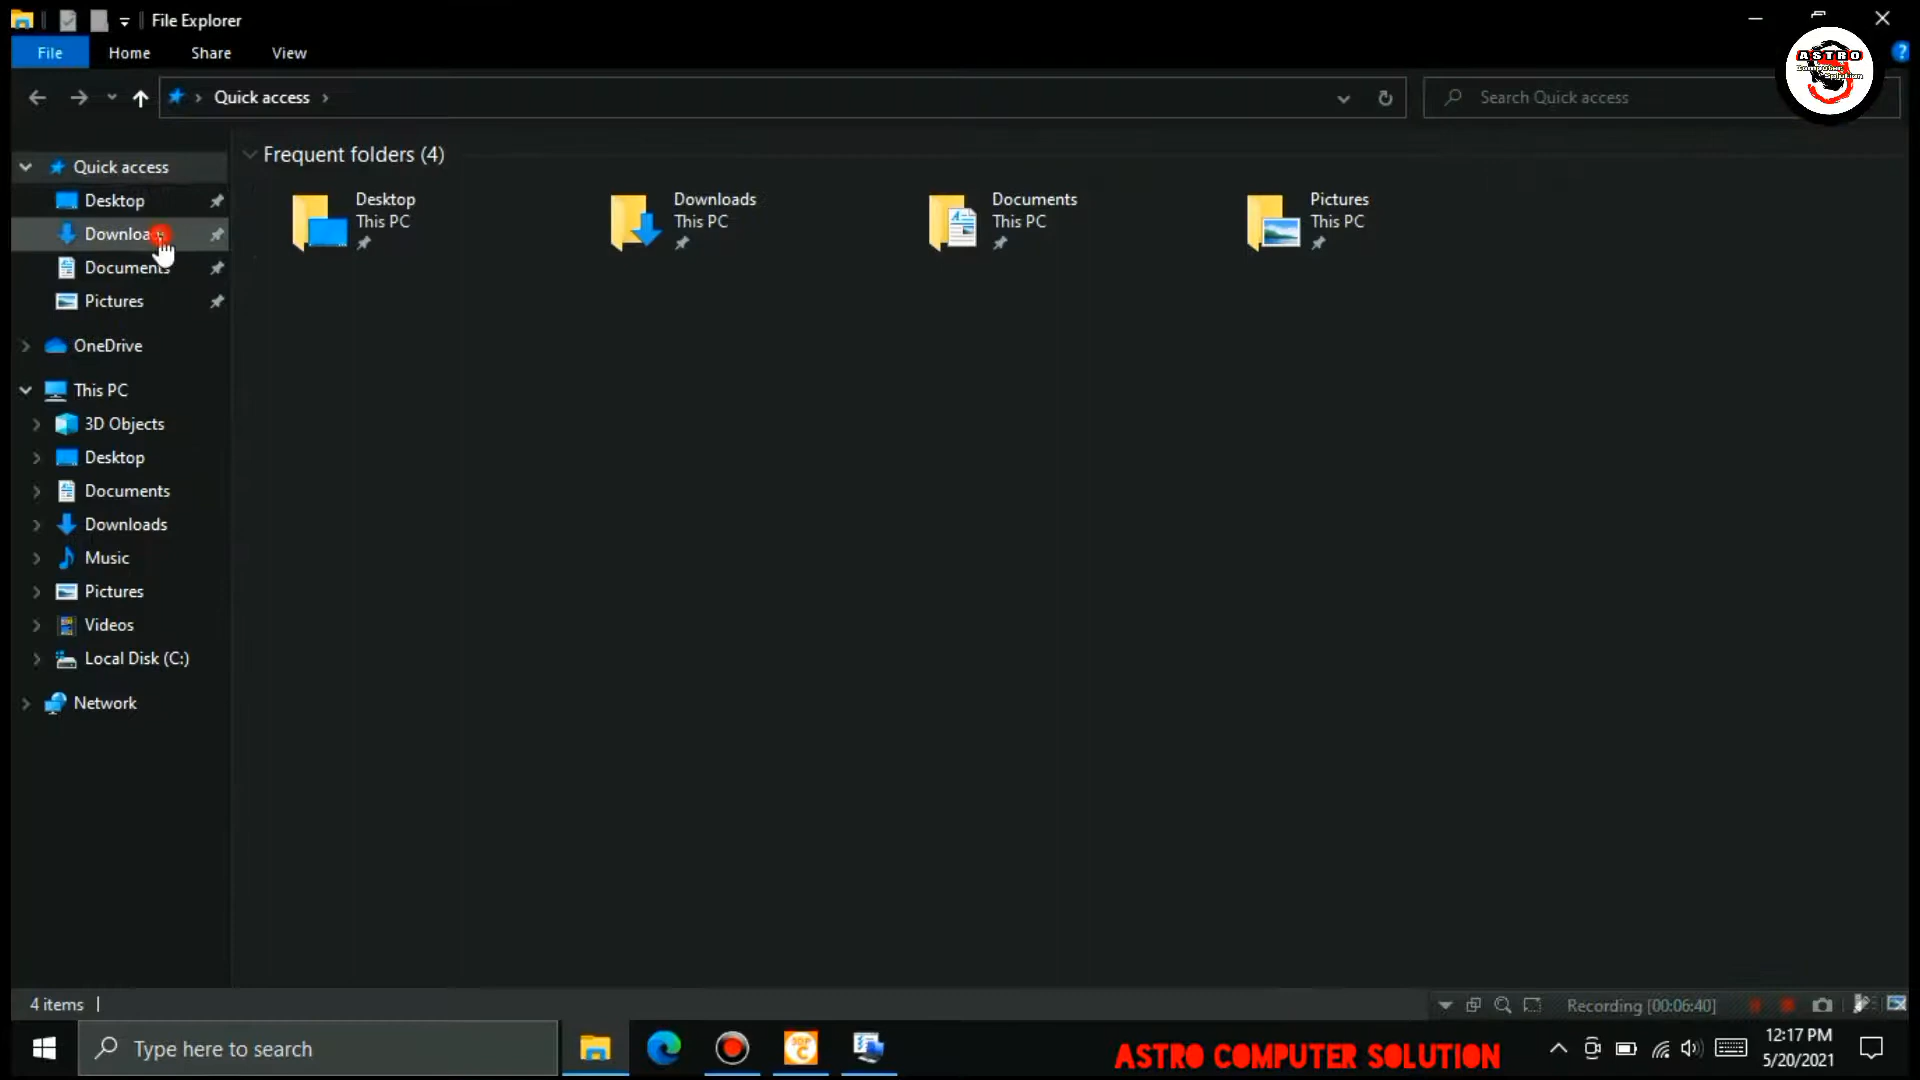 File Explorer
File Home Share View
Quick access
Search Quick access
ASTRO
Computer
Solution
Quick access
Desktop
Documents
Pictures
OneDrive
This PC
3D Objects
Desktop
Documents
Downloads
Music
Pictures
Videos
Local Disk (C:)
Network
Frequent folders (4)
Desktop
This PC
Downloads
This PC
Documents
This PC
Pictures
This PC
4 items
Recording [00:06:40]
Type here to search
ASTRO COMPUTER SOLUTION
12:17 PM
5/20/2021